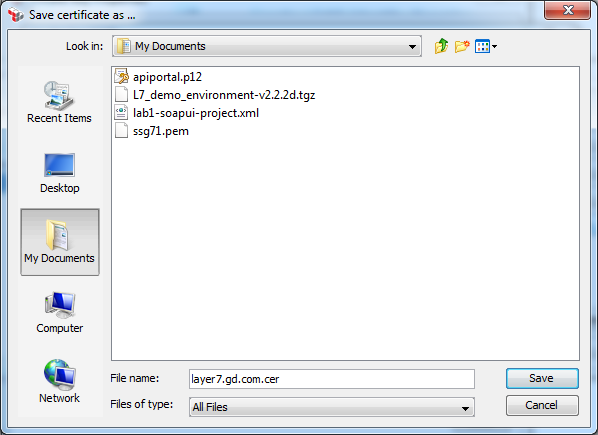 Save certificate as ...
Look in:
My Documents
Recent Items
Desktop
My Documents
Computer
Network
apiportal.p12
L7_demo_environment-v2.2.2d.tgz
lab1-soapui-project.xml
ssg71.pem
File name:
layer7.gd.com.cer
Save
Files of type:
All Files
Cancel